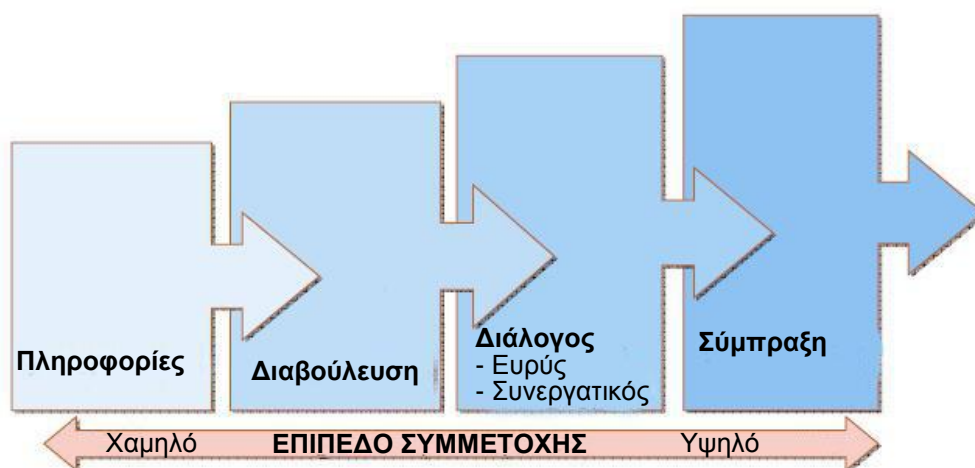 Πληροφορίες
Διαβούλευση
Διάλογος
- Ευρύς
- Συνεργατικός
Σύμπραξη
Χαμηλό ΕΠΙΠΕΔΟ ΣΥΜΜΕΤΟΧΗΣ Υψηλό